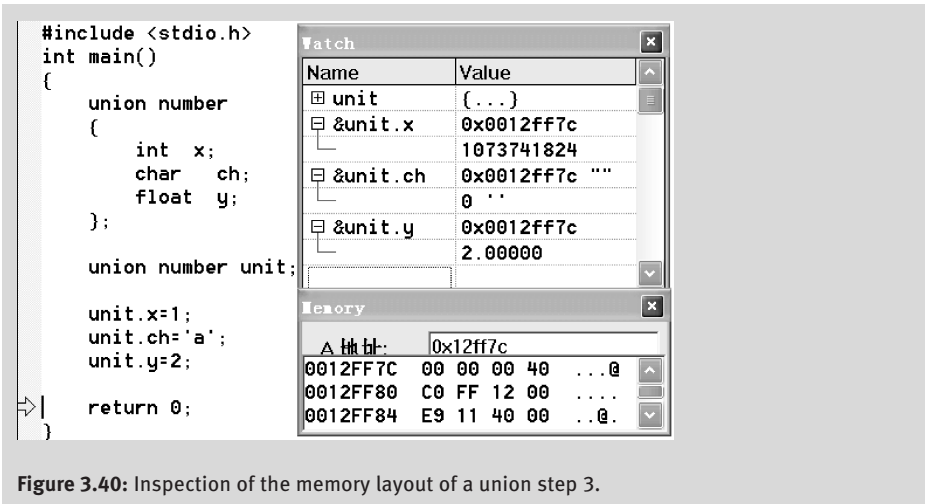 #include <stdio.h>
int main()
{
union number
{
int x;
char ch;
float y;
};
union number unit;
unit.x=1;
unit.ch='a';
unit.y=2;
return 0;
}
Watch
Name Value
unit {...}
&unit.x 0x0012ff7c
1073741824
&unit.ch 0x0012ff7c ""
0 ''
&unit.y 0x0012ff7c
2.00000
Memory
0x12ff7c
0012FF7C 00 00 00 40 ...@
0012FF80 C0 FF 12 00 ....
0012FF84 E9 11 40 00 ..@.
Figure 3.40: Inspection of the memory layout of a union step 3.